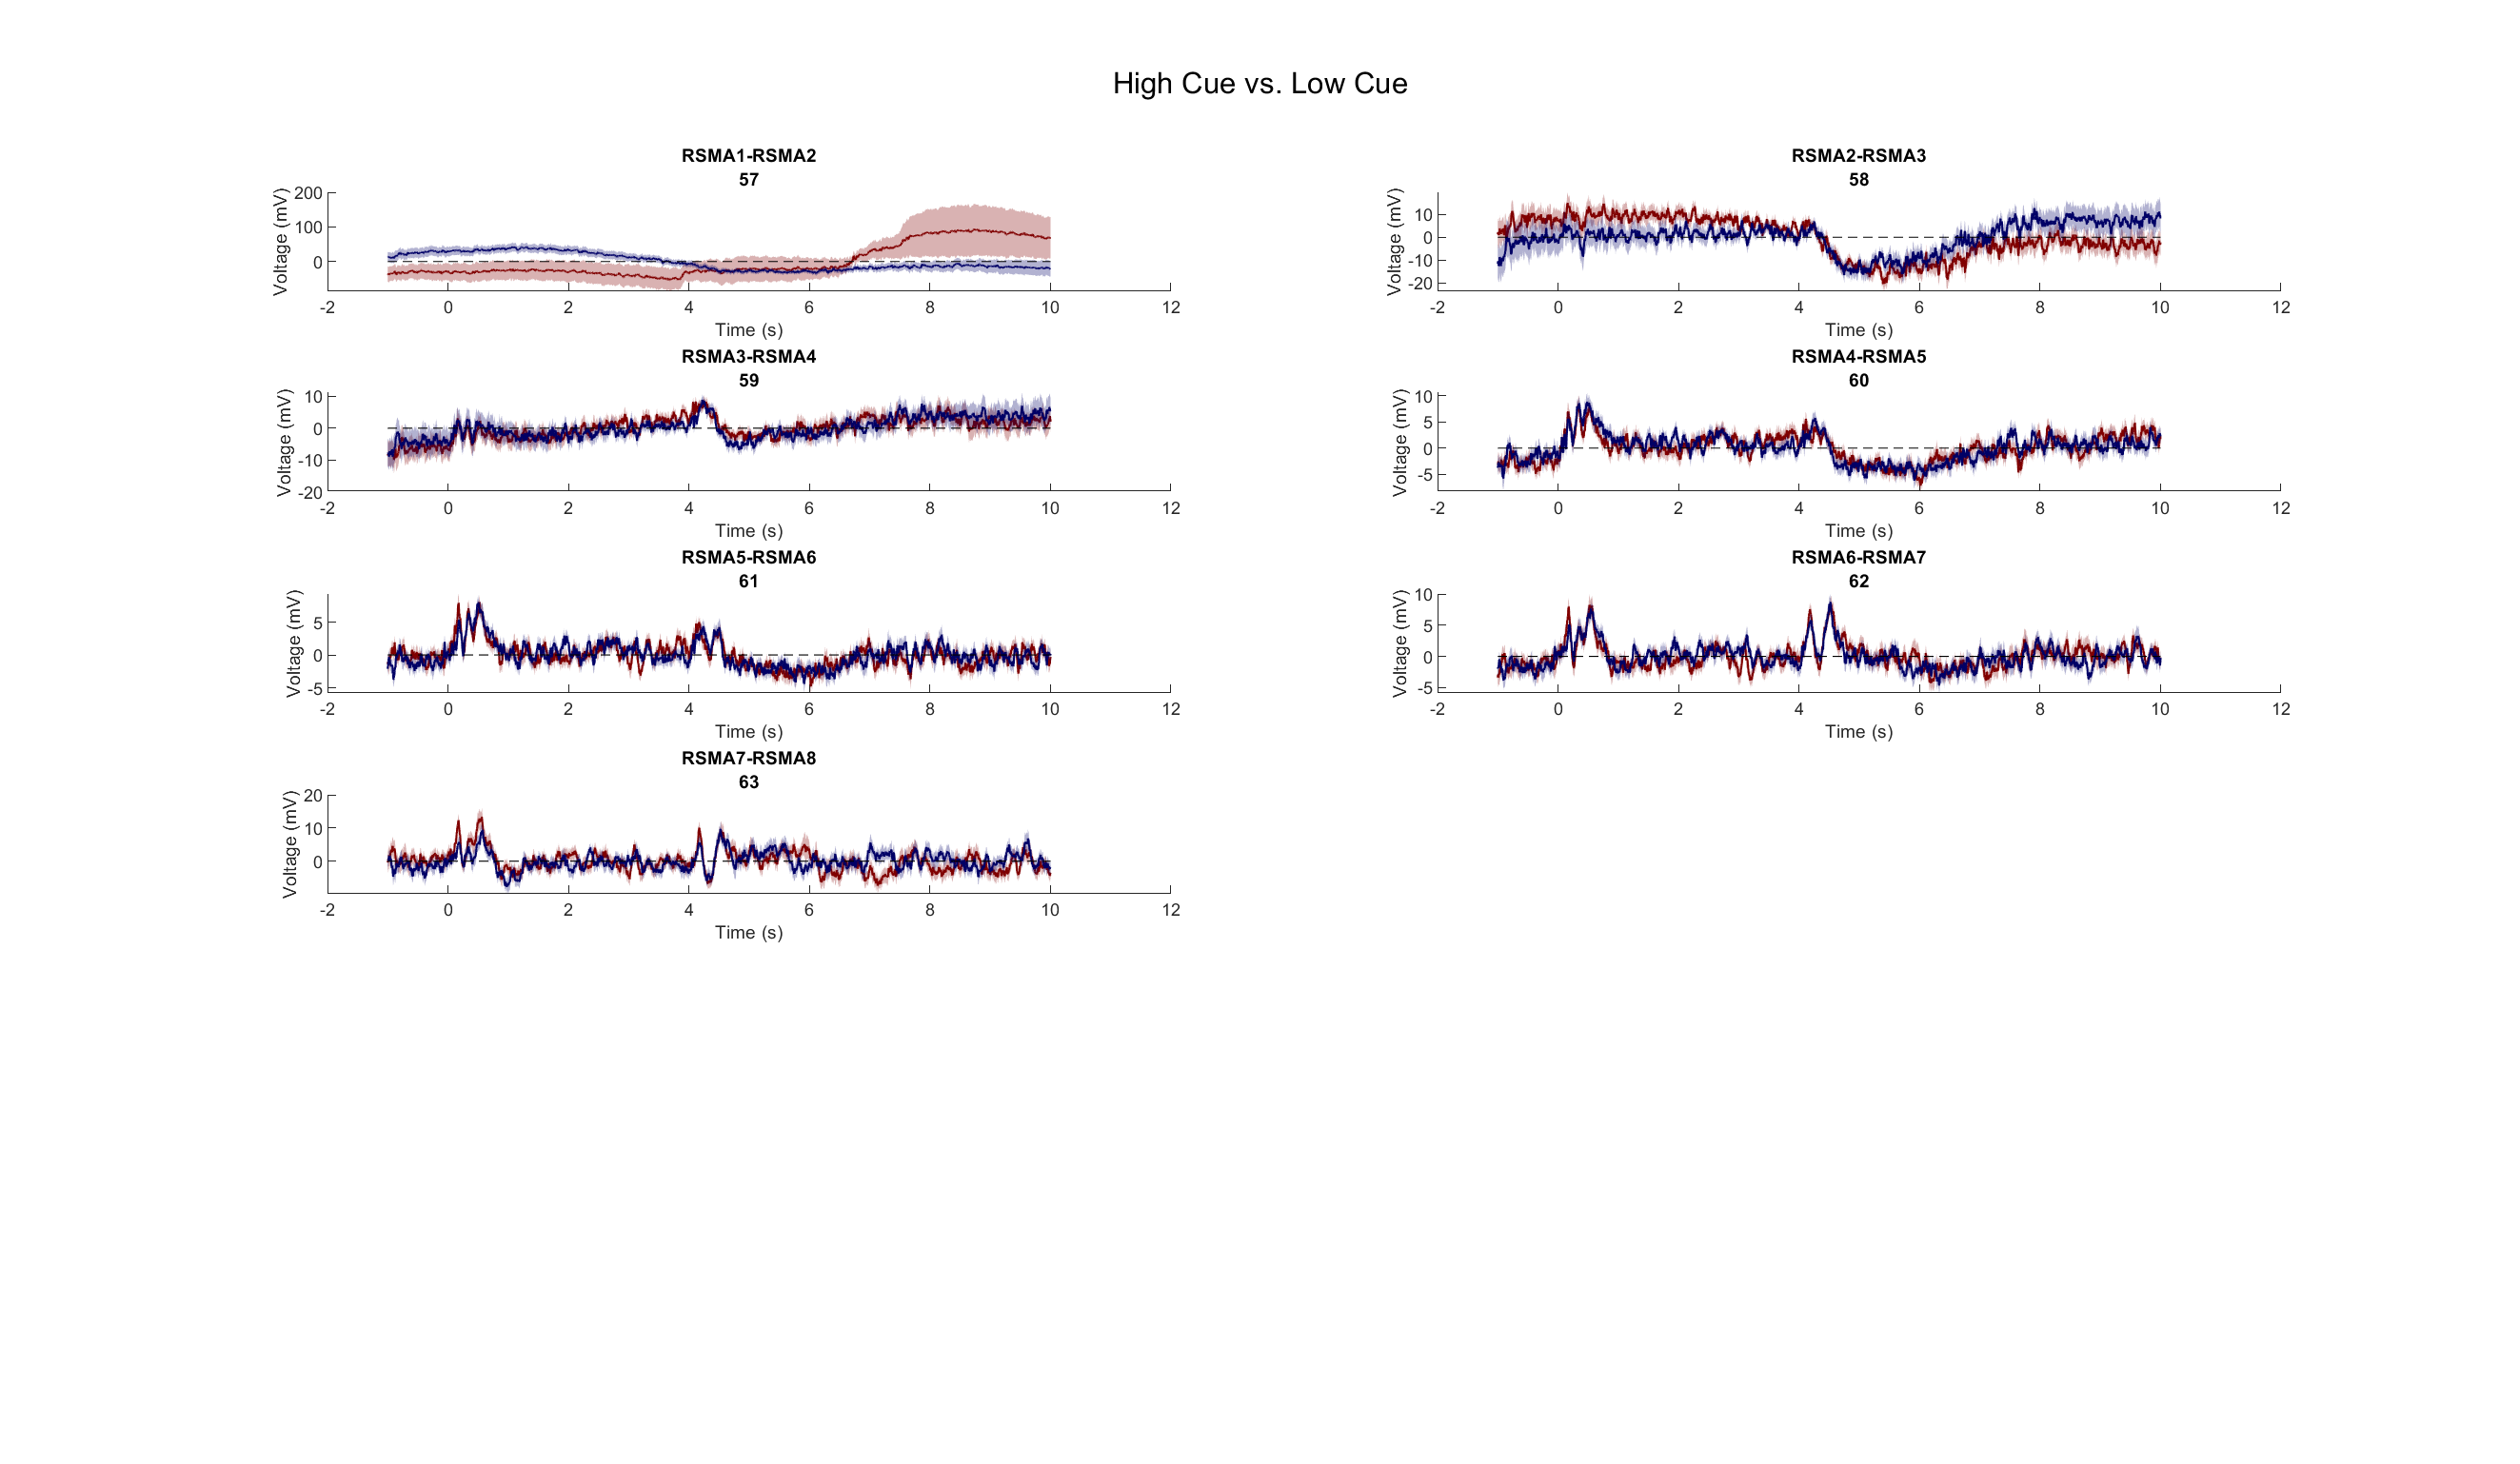 High Cue vs. Low Cue
RSMA1-RSMA2
57
Voltage (mV)
200
100
0
-2 0 2 4 6 8 10 12
Time (s)
RSMA2-RSMA3
58
Voltage (mV)
10
0
-10
-20
-2 0 2 4 6 8 10 12
Time (s)
RSMA3-RSMA4
59
Voltage (mV)
10
0
-10
-20
-2 0 2 4 6 8 10 12
Time (s)
RSMA4-RSMA5
60
Voltage (mV)
10
5
0
-5
-2 0 2 4 6 8 10 12
Time (s)
RSMA5-RSMA6
61
Voltage (mV)
5
0
-5
-2 0 2 4 6 8 10 12
Time (s)
RSMA6-RSMA7
62
Voltage (mV)
10
5
0
-5
-2 0 2 4 6 8 10 12
Time (s)
RSMA7-RSMA8
63
Voltage (mV)
20
10
0
-2 0 2 4 6 8 10 12
Time (s)